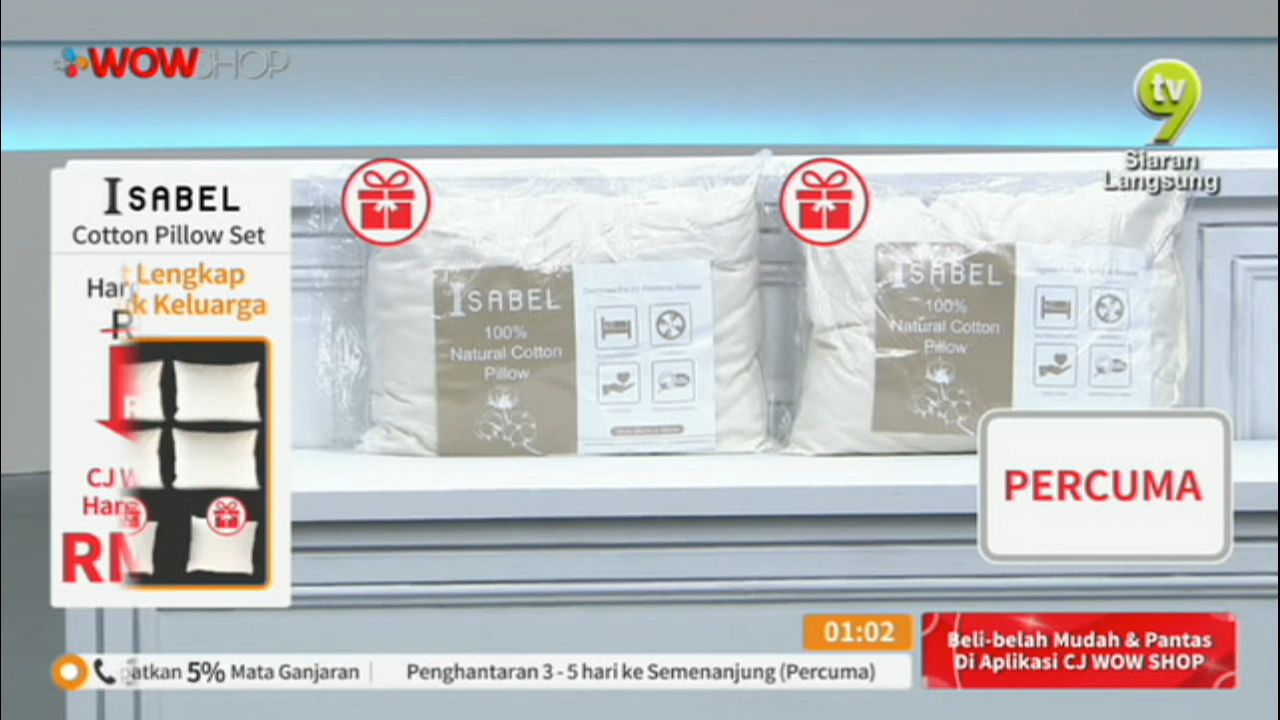 WOWSHOP
tv9
Siaran
Langsung
ISABEL
Cotton Pillow Set
Lengkap
Keluarga
CJ
RM
ISABEL
100%
Natural Cotton
Pillow
ISABEL
100%
Natural Cotton
Pillow
PERCUMA
01:02
5% Mata Ganjaran
Penghantaran 3 - 5 hari ke Semenanjung (Percuma)
Beli-belah Mudah & Pantas
Di Aplikasi CJ WOW SHOP